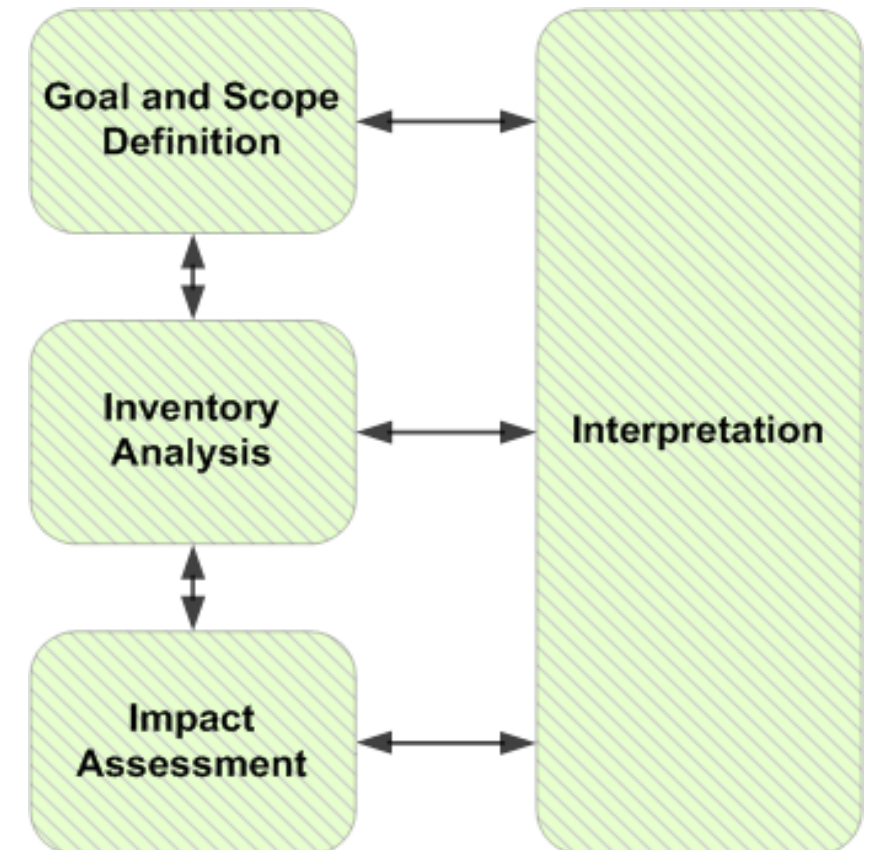 Goal and Scope
Definition
Inventory
Analysis
Interpretation
Impact
Assessment